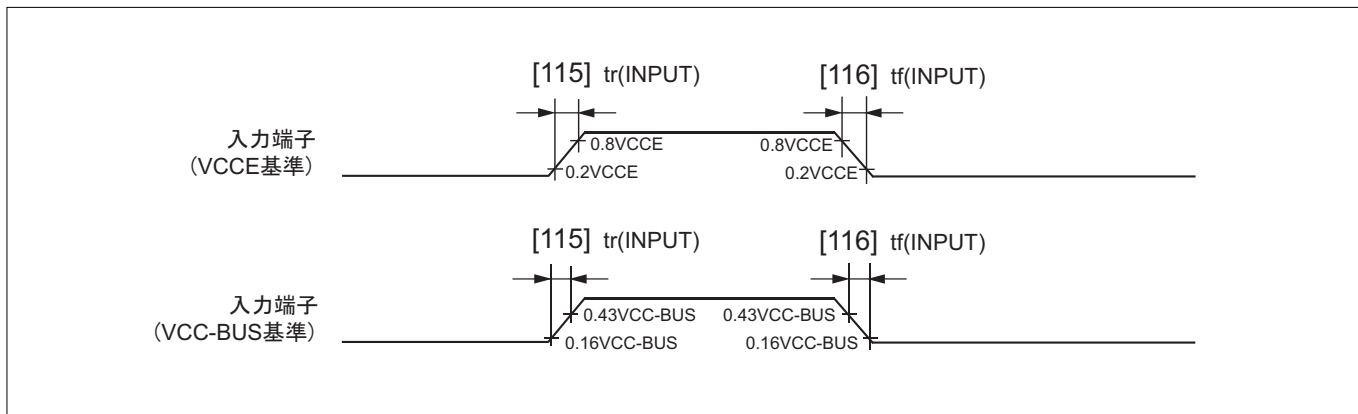 [115] tr(INPUT) [116] tf(INPUT)
入力端子
(VCCE基準)
0.8VCCE 0.8VCCE
0.2VCCE 0.2VCCE
[115] tr(INPUT) [116] tf(INPUT)
入力端子
(VCC-BUS基準)
0.43VCC-BUS 0.43VCC-BUS
0.16VCC-BUS 0.16VCC-BUS